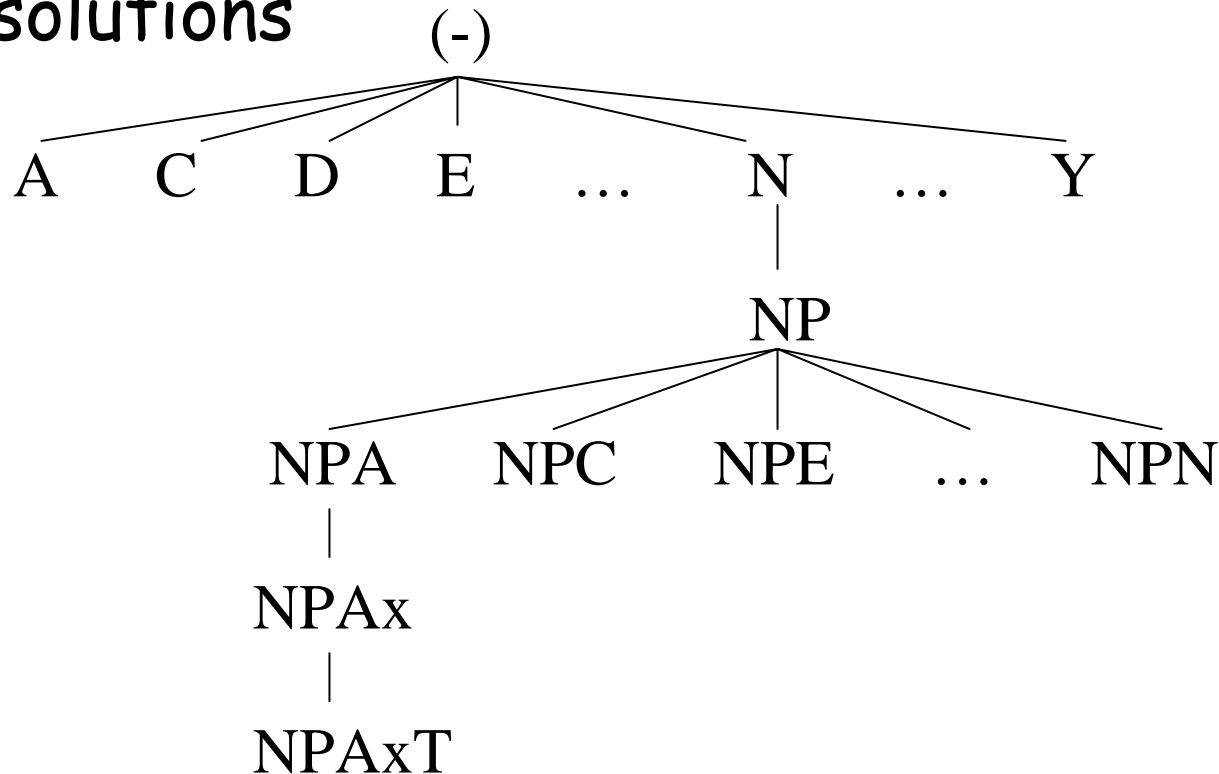 solutions
(-)
A C D E … N … Y
NP
NPA NPC NPE … NPN
NPAx
NPAxT